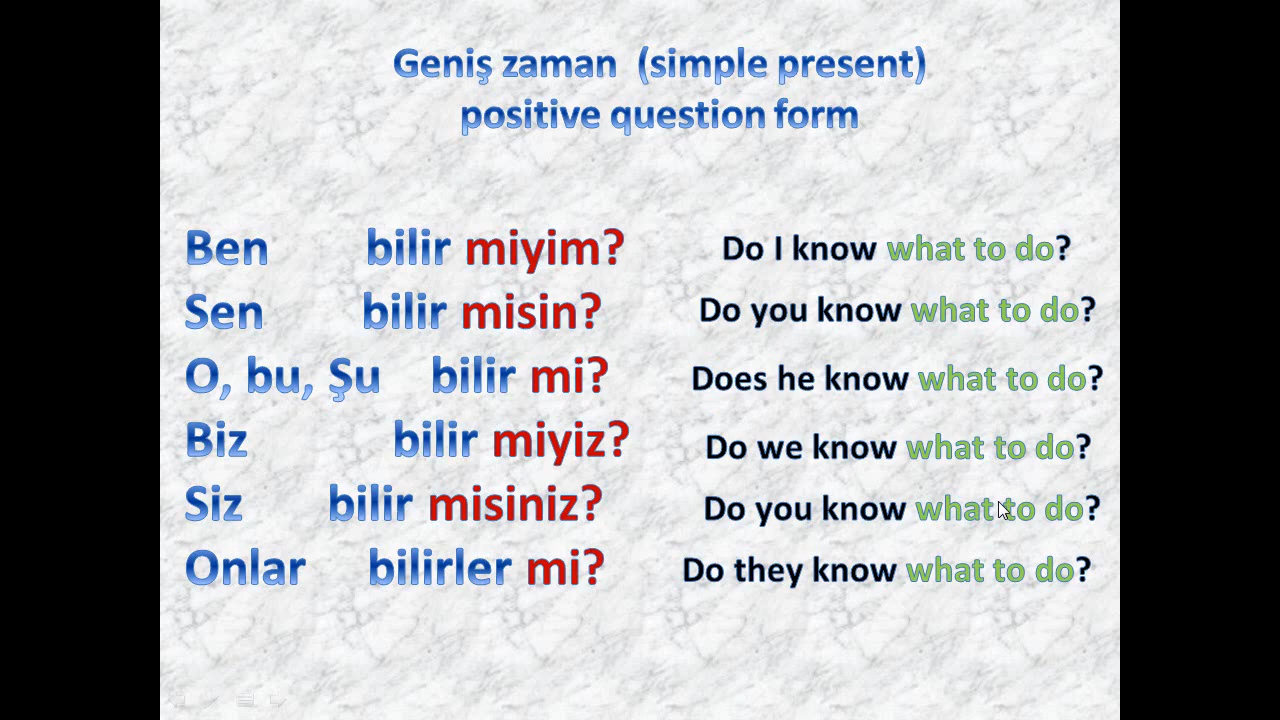 Geniş zaman (simple present)
positive question form
Ben bilir miyim? Do I know what to do?
Sen bilir misin? Do you know what to do?
O, bu, Şu bilir mi? Does he know what to do?
Biz bilir miyiz? Do we know what to do?
Siz bilir misiniz? Do you know what to do?
Onlar bilirler mi? Do they know what to do?